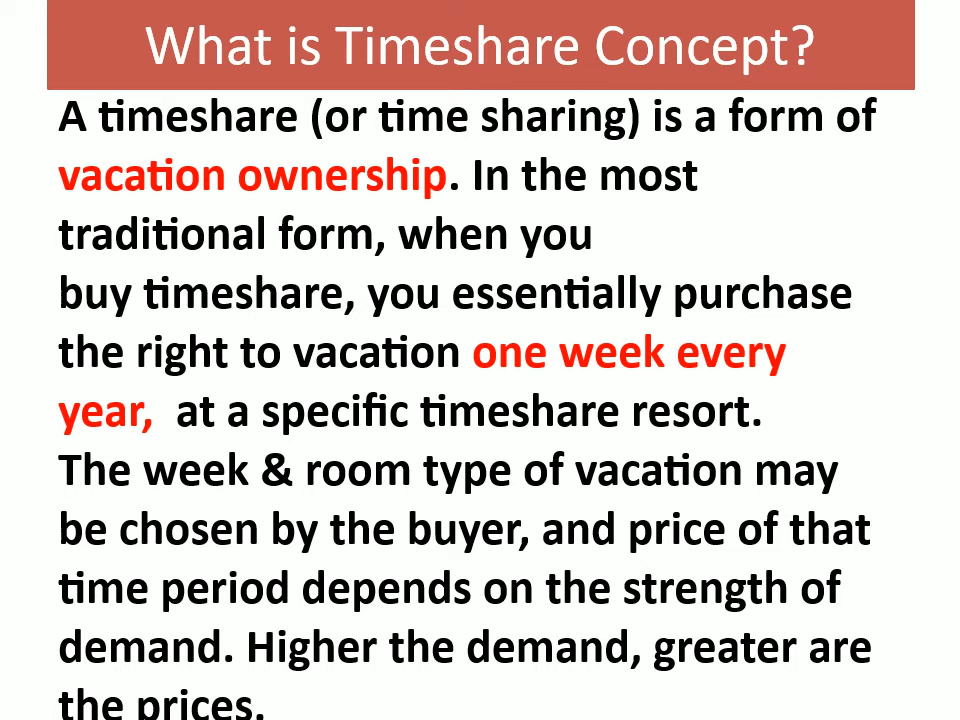 What is Timeshare Concept?
A timeshare (or time sharing) is a form of
vacation ownership. In the most
traditional form, when you
buy timeshare, you essentially purchase
the right to vacation one week every
year,  at a specific timeshare resort.
The week & room type of vacation may
be chosen by the buyer, and price of that
time period depends on the strength of
demand. Higher the demand, greater are
the prices.